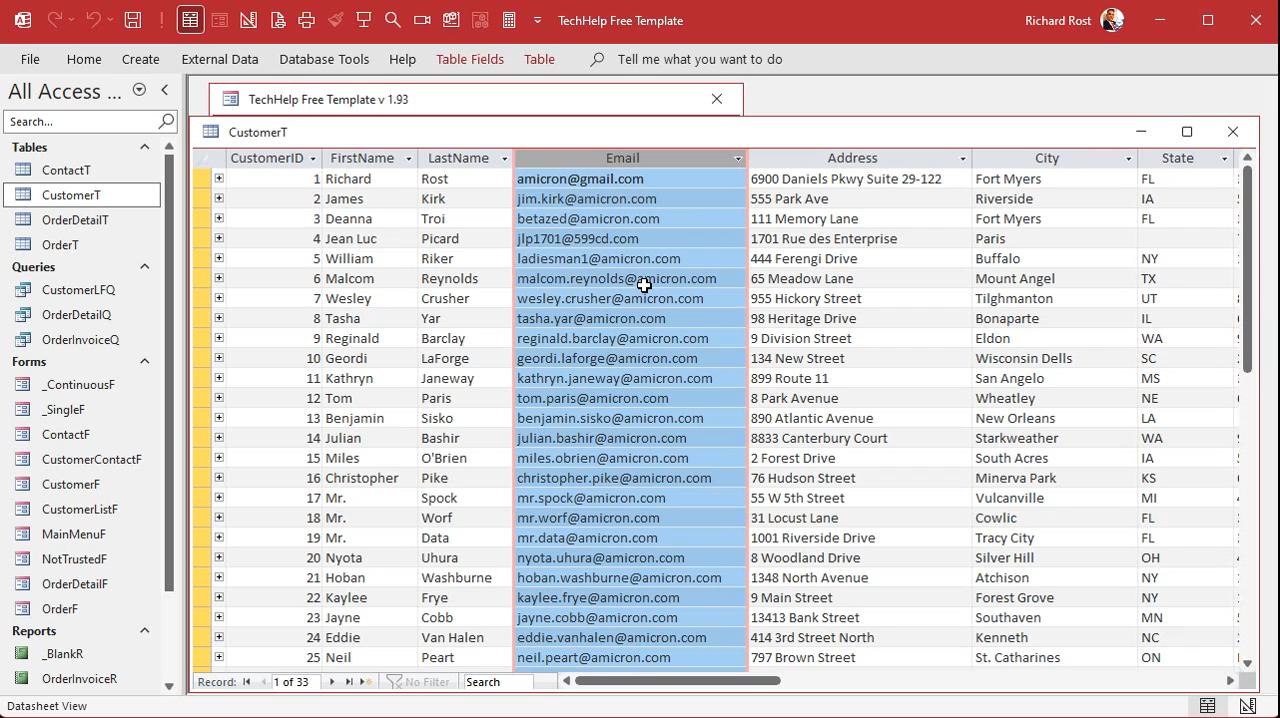 TechHelp Free Template
Richard Rost
File Home Create External Data Database Tools Help Table Fields Table Tell me what you want to do
All Access ...
Search...
Tables
ContactT
CustomerT
OrderDetailT
OrderT
Queries
CustomerLFQ
OrderDetailQ
OrderInvoiceQ
Forms
_ContinuousF
_SingleF
ContactF
CustomerContactF
CustomerF
CustomerListF
MainMenuF
NotTrustedF
OrderDetailF
OrderF
Reports
_BlankR
OrderInvoiceR
TechHelp Free Template v 1.93
CustomerT
CustomerID FirstName LastName Email Address City State
1 Richard Rost amicron@gmail.com 6900 Daniels Pkwy Suite 29-122 Fort Myers FL
2 James Kirk jim.kirk@amicron.com 555 Park Ave Riverside IA
3 Deanna Troi betazed@amicron.com 111 Memory Lane Fort Myers FL
4 Jean Luc Picard jlp1701@599cd.com 1701 Rue des Enterprise Paris
5 William Riker ladiesman1@amicron.com 444 Ferengi Drive Buffalo NY
6 Malcom Reynolds malcom.reynolds@amicron.com 65 Meadow Lane Mount Angel TX
7 Wesley Crusher wesley.crusher@amicron.com 955 Hickory Street Tilghmanton UT
8 Tasha Yar tasha.yar@amicron.com 98 Heritage Drive Bonaparte IL
9 Reginald Barclay reginald.barclay@amicron.com 9 Division Street Eldon WA
10 Geordi LaForge geordi.laforge@amicron.com 134 New Street Wisconsin Dells SC
11 Kathryn Janeway kathryn.janeway@amicron.com 899 Route 11 San Angelo MS
12 Tom Paris tom.paris@amicron.com 8 Park Avenue Wheatley NE
13 Benjamin Sisko benjamin.sisko@amicron.com 890 Atlantic Avenue New Orleans LA
14 Julian Bashir julian.bashir@amicron.com 8833 Canterbury Court Starkweather WA
15 Miles O'Brien miles.obrien@amicron.com 2 Forest Drive South Acres IA
16 Christopher Pike christopher.pike@amicron.com 76 Hudson Street Minerva Park KS
17 Mr. Spock mr.spock@amicron.com 55 W 5th Street Vulcanville MI
18 Mr. Worf mr.worf@amicron.com 31 Locust Lane Cowlic FL
19 Mr. Data mr.data@amicron.com 1001 Riverside Drive Tracy City FL
20 Nyota Uhura nyota.uhura@amicron.com 8 Woodland Drive Silver Hill OH
21 Hoban Washburne hoban.washburne@amicron.com 1348 North Avenue Atchison NY
22 Kaylee Frye kaylee.frye@amicron.com 9 Main Street Forest Grove NY
23 Jayne Cobb jayne.cobb@amicron.com 13413 Bank Street Southaven MN
24 Eddie Van Halen eddie.vanhalen@amicron.com 414 3rd Street North Kenneth NC
25 Neil Peart neil.peart@amicron.com 797 Brown Street St. Catharines ON
Record: 1 of 33 No Filter Search
Datasheet View